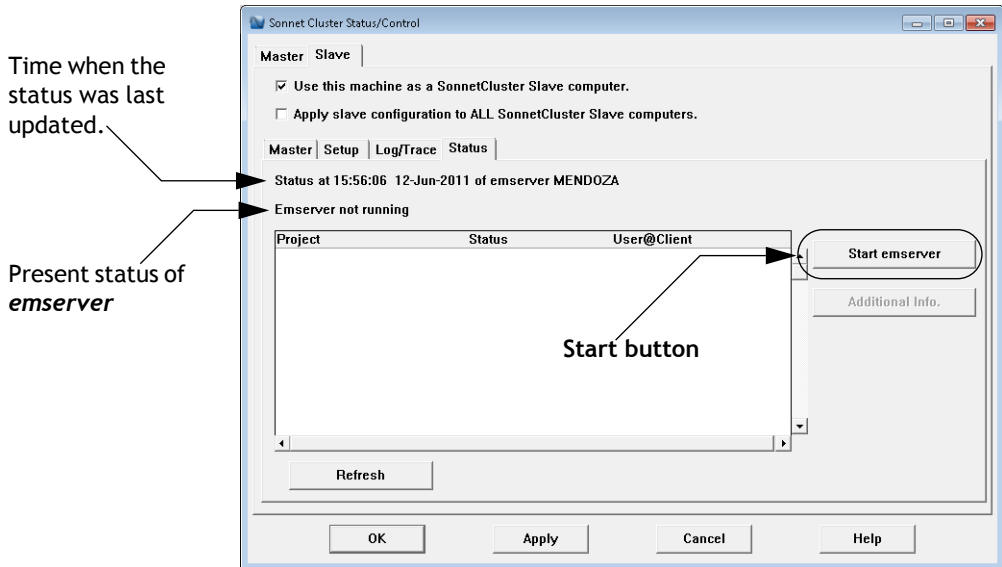 Sonnet Cluster Status/Control
Master Slave
Time when the
status was last
updated.
Use this machine as a SonnetCluster Slave computer.
Apply slave configuration to ALL SonnetCluster Slave computers.
Master Setup Log/Trace Status
Status at 15:56:06 12-Jun-2011 of emserver MENDOZA
Emserver not running
Project Status User@Client
Start emserver
Present status of
emserver
Additional Info.
Start button
Refresh
OK Apply Cancel Help